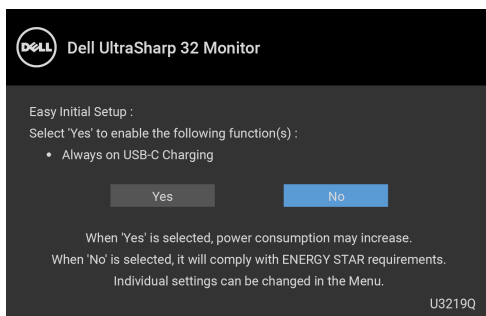 DELL
Dell UltraSharp 32 Monitor
Easy Initial Setup :
Select 'Yes' to enable the following function(s) :
• Always on USB-C Charging
Yes
No
When 'Yes' is selected, power consumption may increase.
When 'No' is selected, it will comply with ENERGY STAR requirements.
Individual settings can be changed in the Menu.
U3219Q